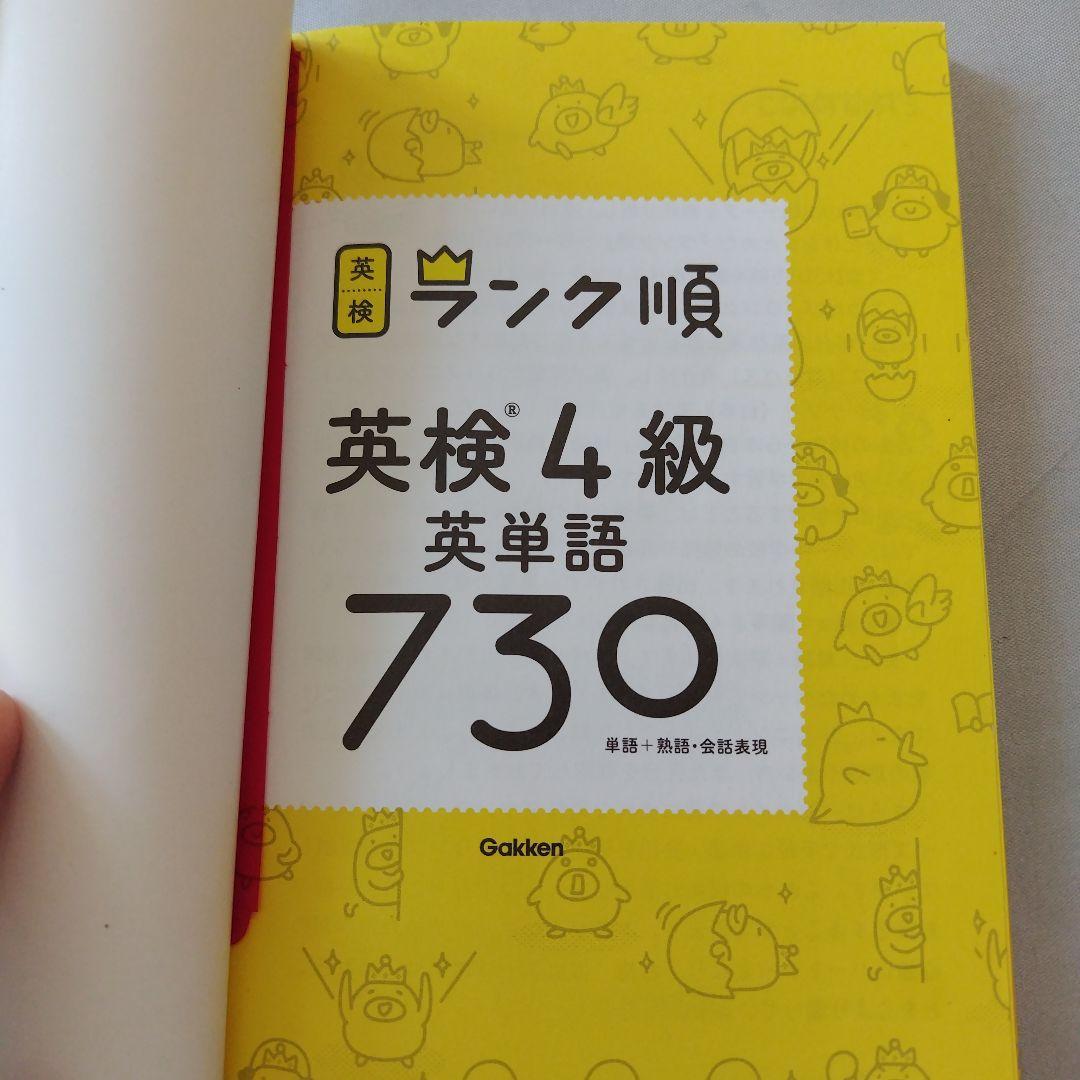 英検
ランク順
英検®4級
英単語
730
単語＋熟語・会話表現
Gakken